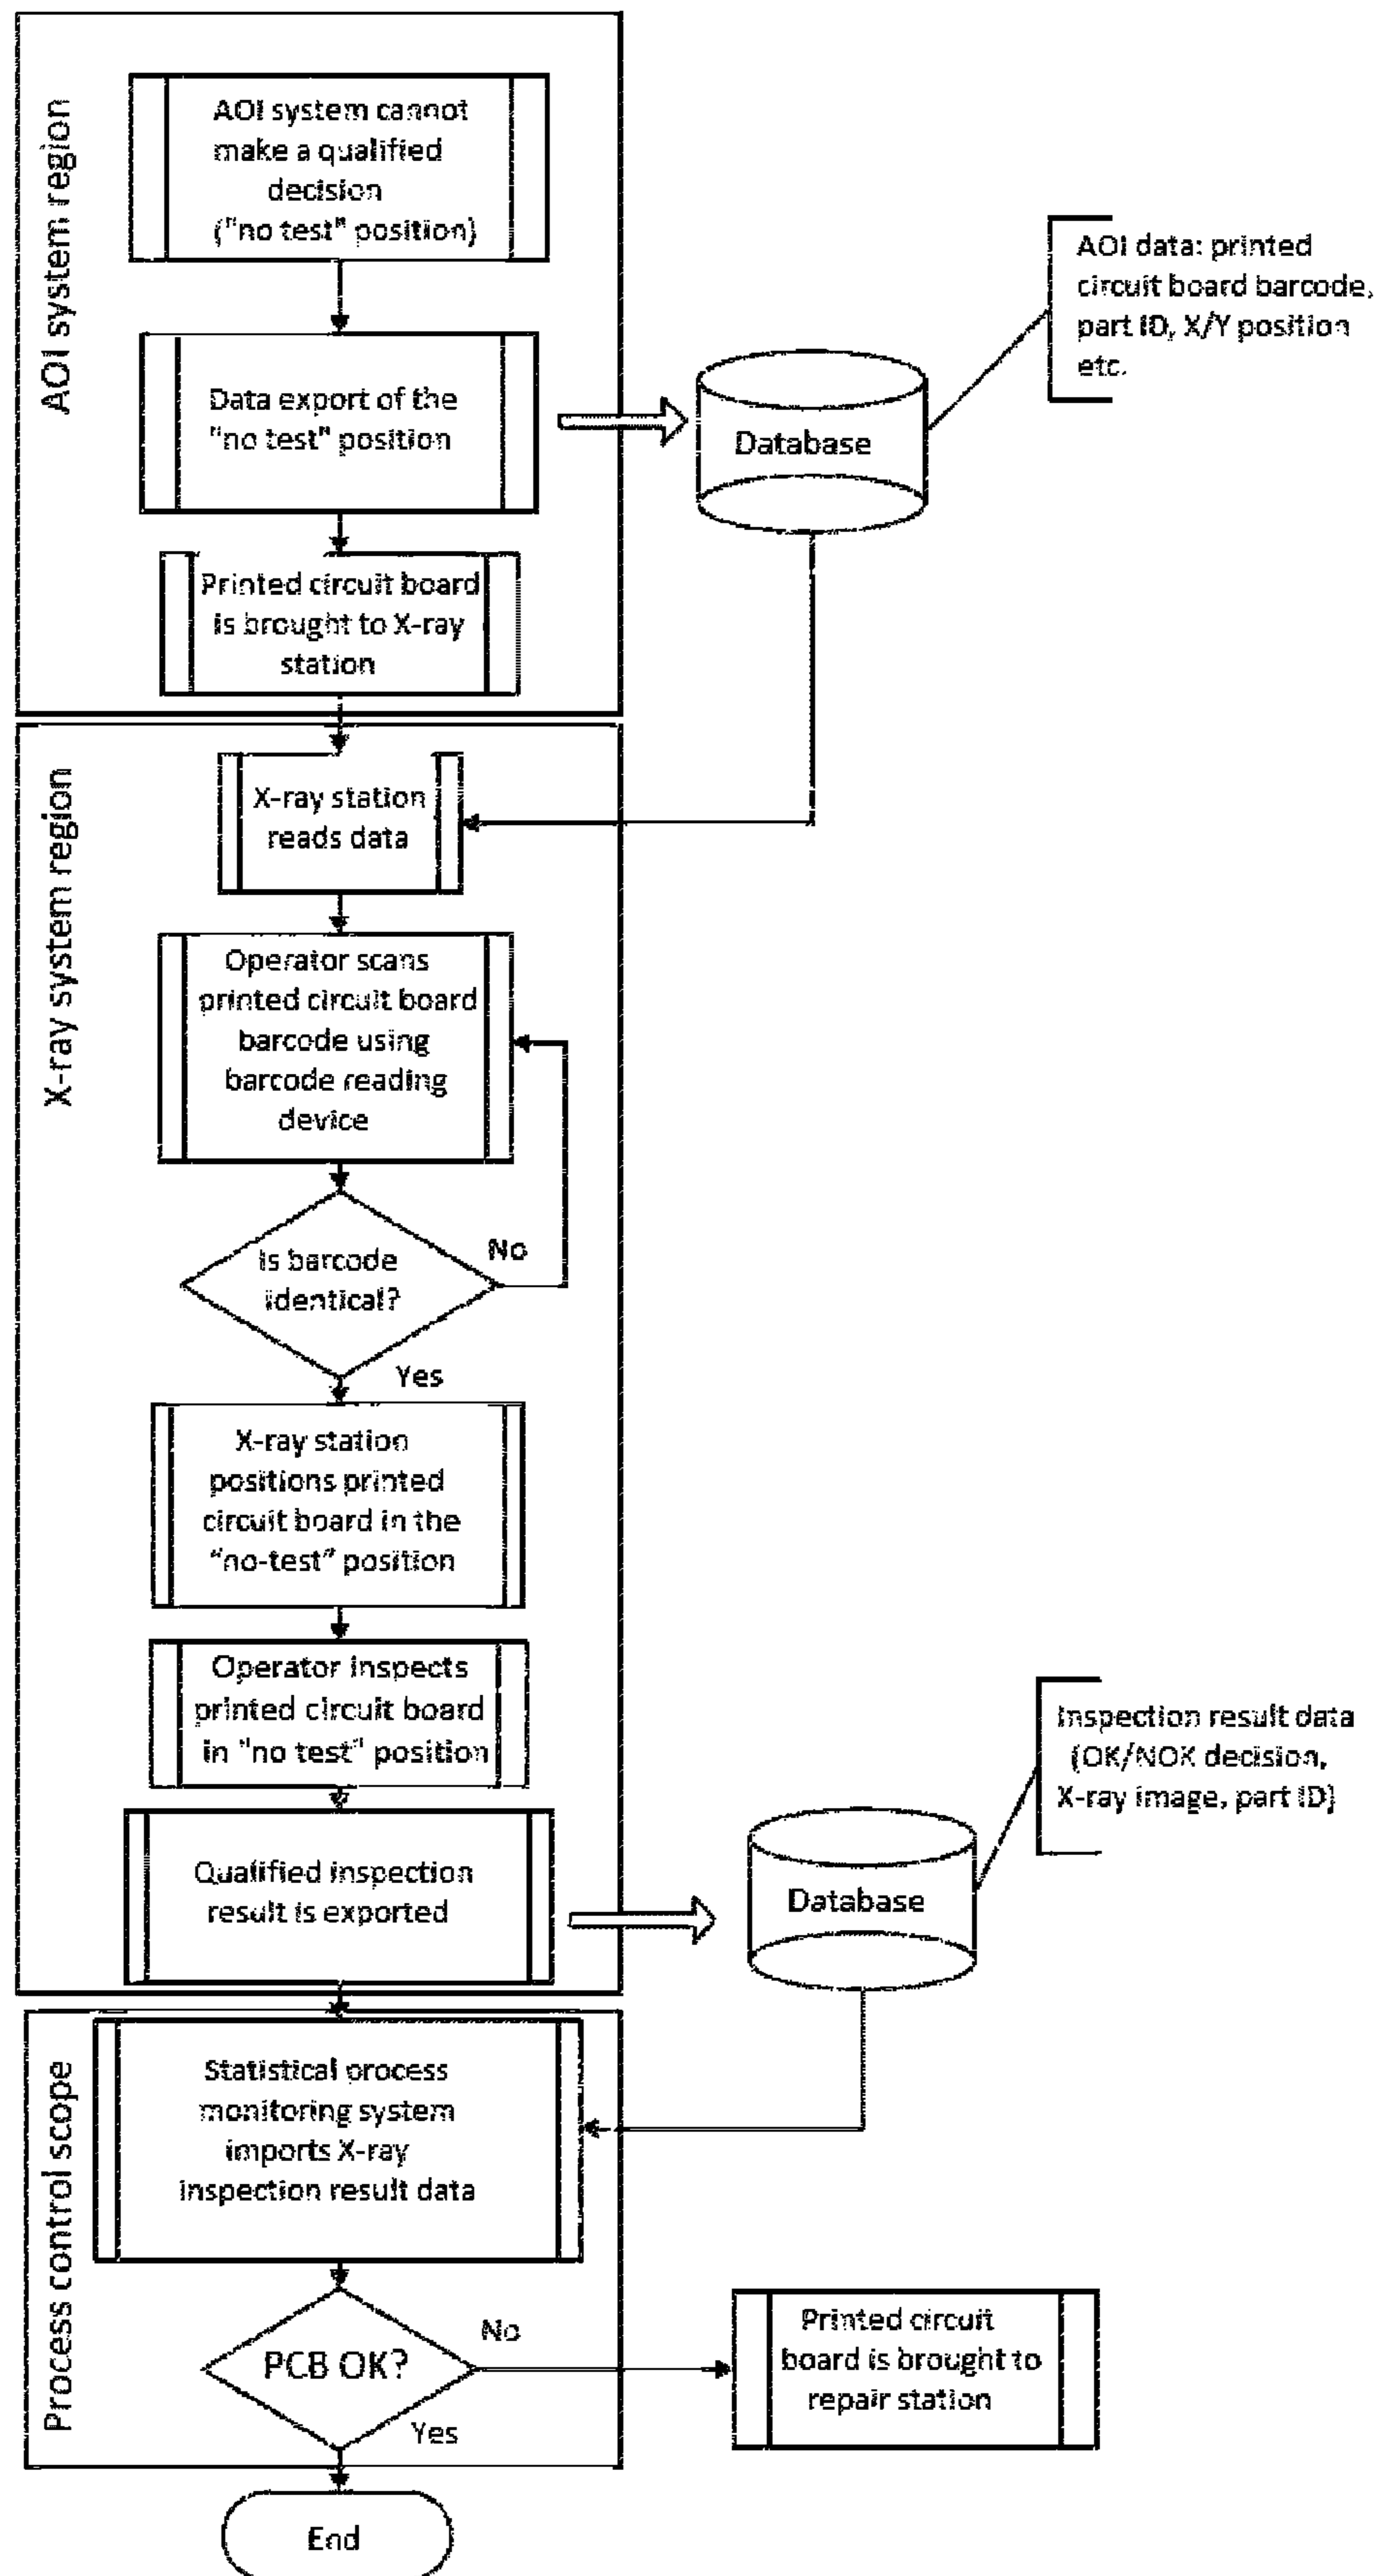 AOI system region
AOI system cannot
make a qualified
decision
("no test" position)
Data export of the
"no test" position
Database
AOI data: printed
circuit board barcode,
part ID, X/Y position
etc.
Printed circuit board
is brought to X-ray
station
X-ray system region
X-ray station
reads data
Operator scans
printed circuit board
barcode using
barcode reading
device
Is barcode
identical?
No
Yes
X-ray station
positions printed
circuit board in the
"no-test" position
Operator inspects
printed circuit board
in "no test" position
Qualified inspection
result is exported
Database
Inspection result data
(OK/NOK decision,
X-ray image, part ID)
Process control scope
Statistical process
monitoring system
imports X-ray
inspection result data
PCB OK?
No
Yes
Printed circuit
board is brought to
repair station
End